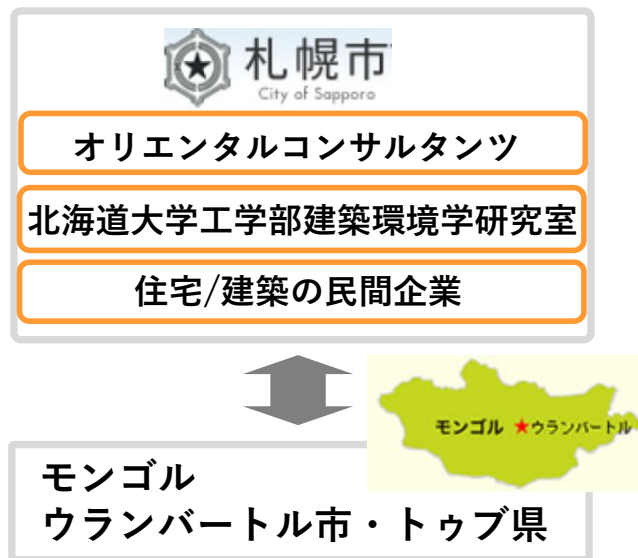 札幌市
City of Sapporo
オリエンタルコンサルタンツ
北海道大学工学部建築環境学研究室
住宅/建築の民間企業
モンゴル ★ウランバートル
モンゴル
ウランバートル市・トゥブ県